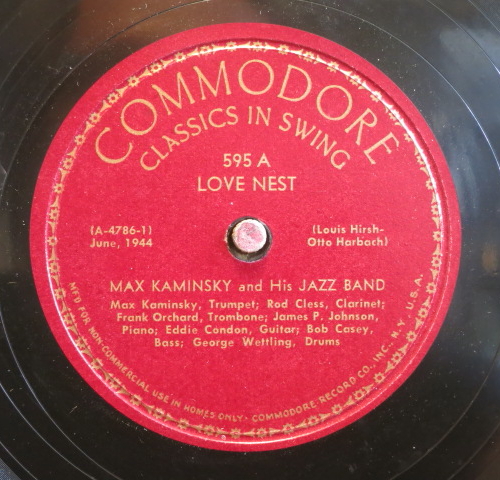 COMMODORE
CLASSICS IN SWING
595 A
LOVE NEST
(A-4786-1)
June, 1944
(Louis Hirsh-
Otto Harbach)
MAX KAMINSKY and His JAZZ BAND
Max Kaminsky, Trumpet; Rod Cless, Clarinet;
Frank Orchard, Trombone; James P. Johnson,
Piano; Eddie Condon, Guitar; Bob Casey,
Bass; George Wettling, Drums
MF'D FOR NON-COMMERCIAL USE IN HOMES ONLY • COMMODORE RECORD CO., INC., N. Y., U.S.A.